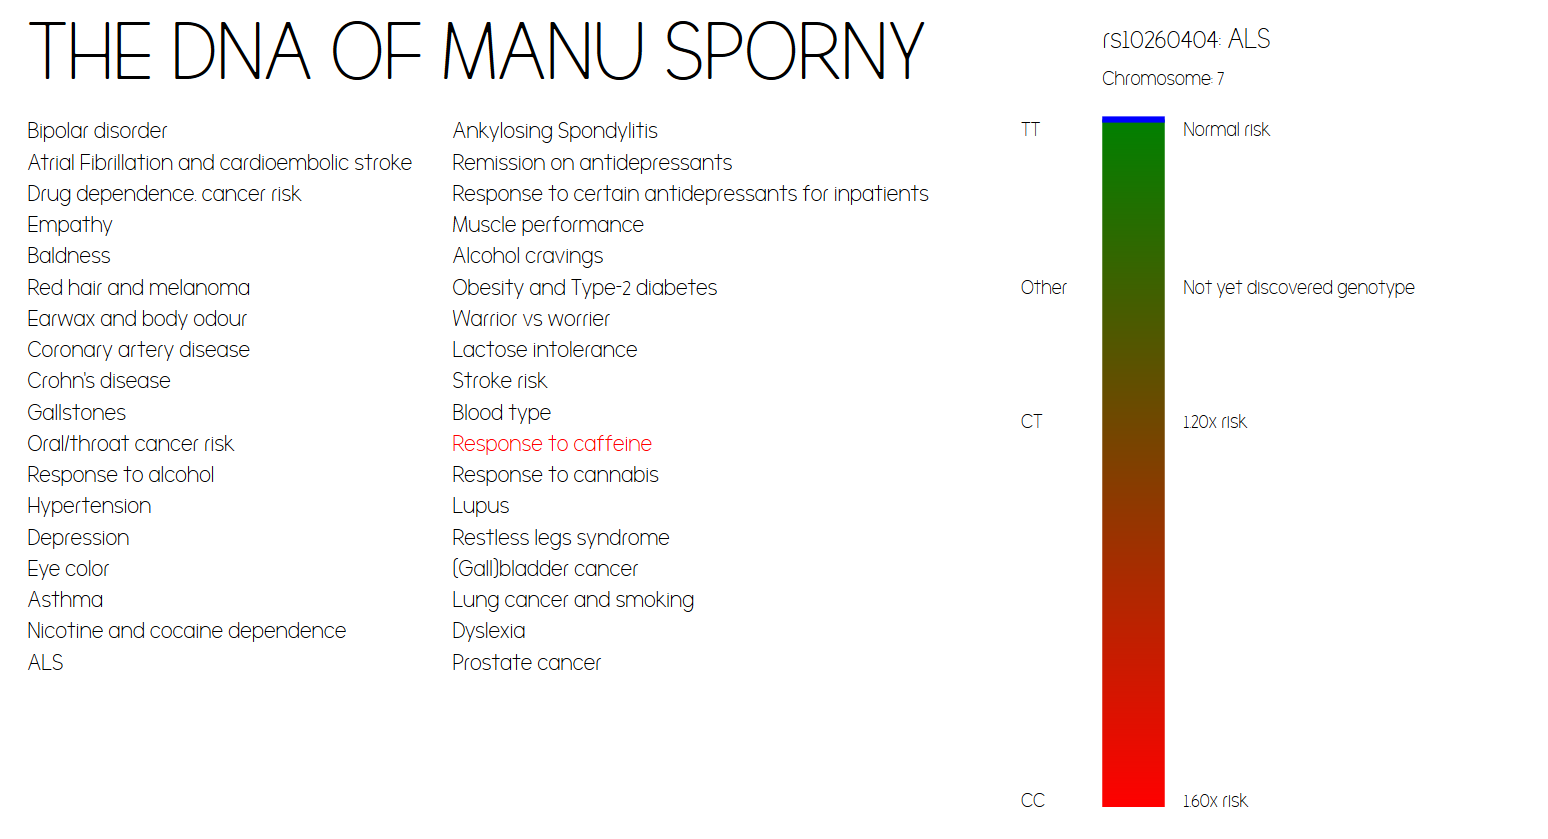 THE DNA OF MANU SPORNY
Bipolar disorder
Atrial Fibrillation and cardioembolic stroke
Drug dependence. cancer risk
Empathy
Baldness
Red hair and melanoma
Earwax and body odour
Coronary artery disease
Crohn's disease
Gallstones
Oral/throat cancer risk
Response to alcohol
Hypertension
Depression
Eye color
Asthma
Nicotine and cocaine dependence
ALS
Ankylosing Spondylitis
Remission on antidepressants
Response to certain antidepressants for inpatients
Muscle performance
Alcohol cravings
Obesity and Type-2 diabetes
Warrior vs worrier
Lactose intolerance
Stroke risk
Blood type
Response to caffeine
Response to cannabis
Lupus
Restless legs syndrome
(Gall)bladder cancer
Lung cancer and smoking
Dyslexia
Prostate cancer
rs10260404: ALS
Chromosome: 7
TT Normal risk
Other Not yet discovered genotype
CT 1.20x risk
CC 1.60x risk